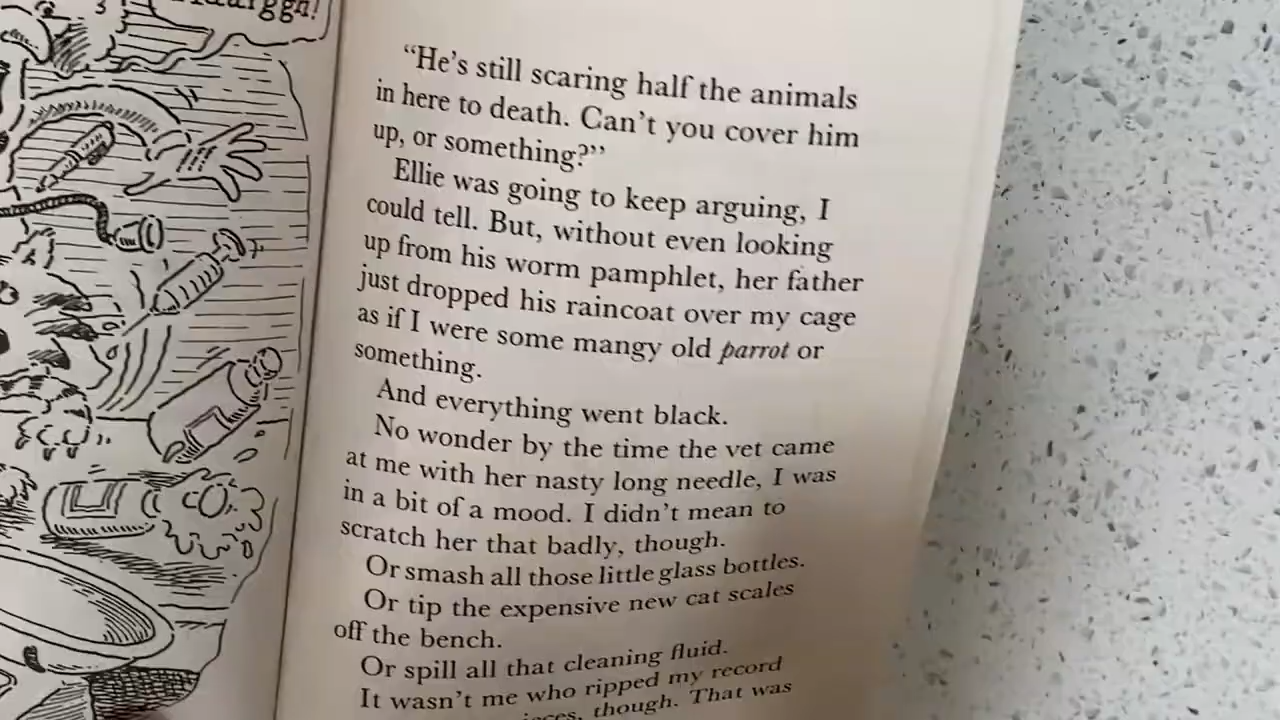 “He’s still scaring half the animals
in here to death. Can’t you cover him
up, or something?”
Ellie was going to keep arguing, I
could tell. But, without even looking
up from his worm pamphlet, her father
just dropped his raincoat over my cage
as if I were some mangy old parrot or
something.
And everything went black.
No wonder by the time the vet came
at me with her nasty long needle, I was
in a bit of a mood. I didn’t mean to
scratch her that badly, though.
Or smash all those little glass bottles.
Or tip the expensive new cat scales
off the bench.
Or spill all that cleaning fluid.
It wasn’t me who ripped my record
though. That was